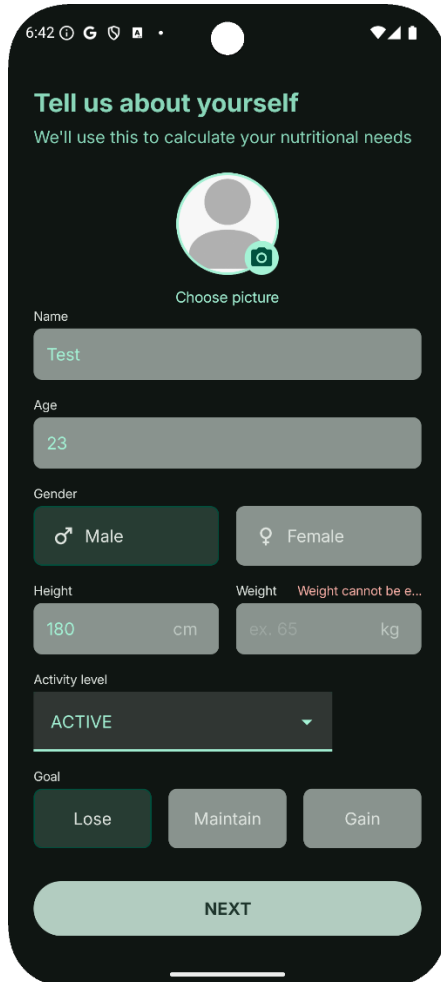 6:42
Tell us about yourself
We'll use this to calculate your nutritional needs
Choose picture
Name
Test
Age
23
Gender
Male Female
Height Weight Weight cannot be e...
180 cm ex. 65 kg
Activity level
ACTIVE
Goal
Lose Maintain Gain
NEXT